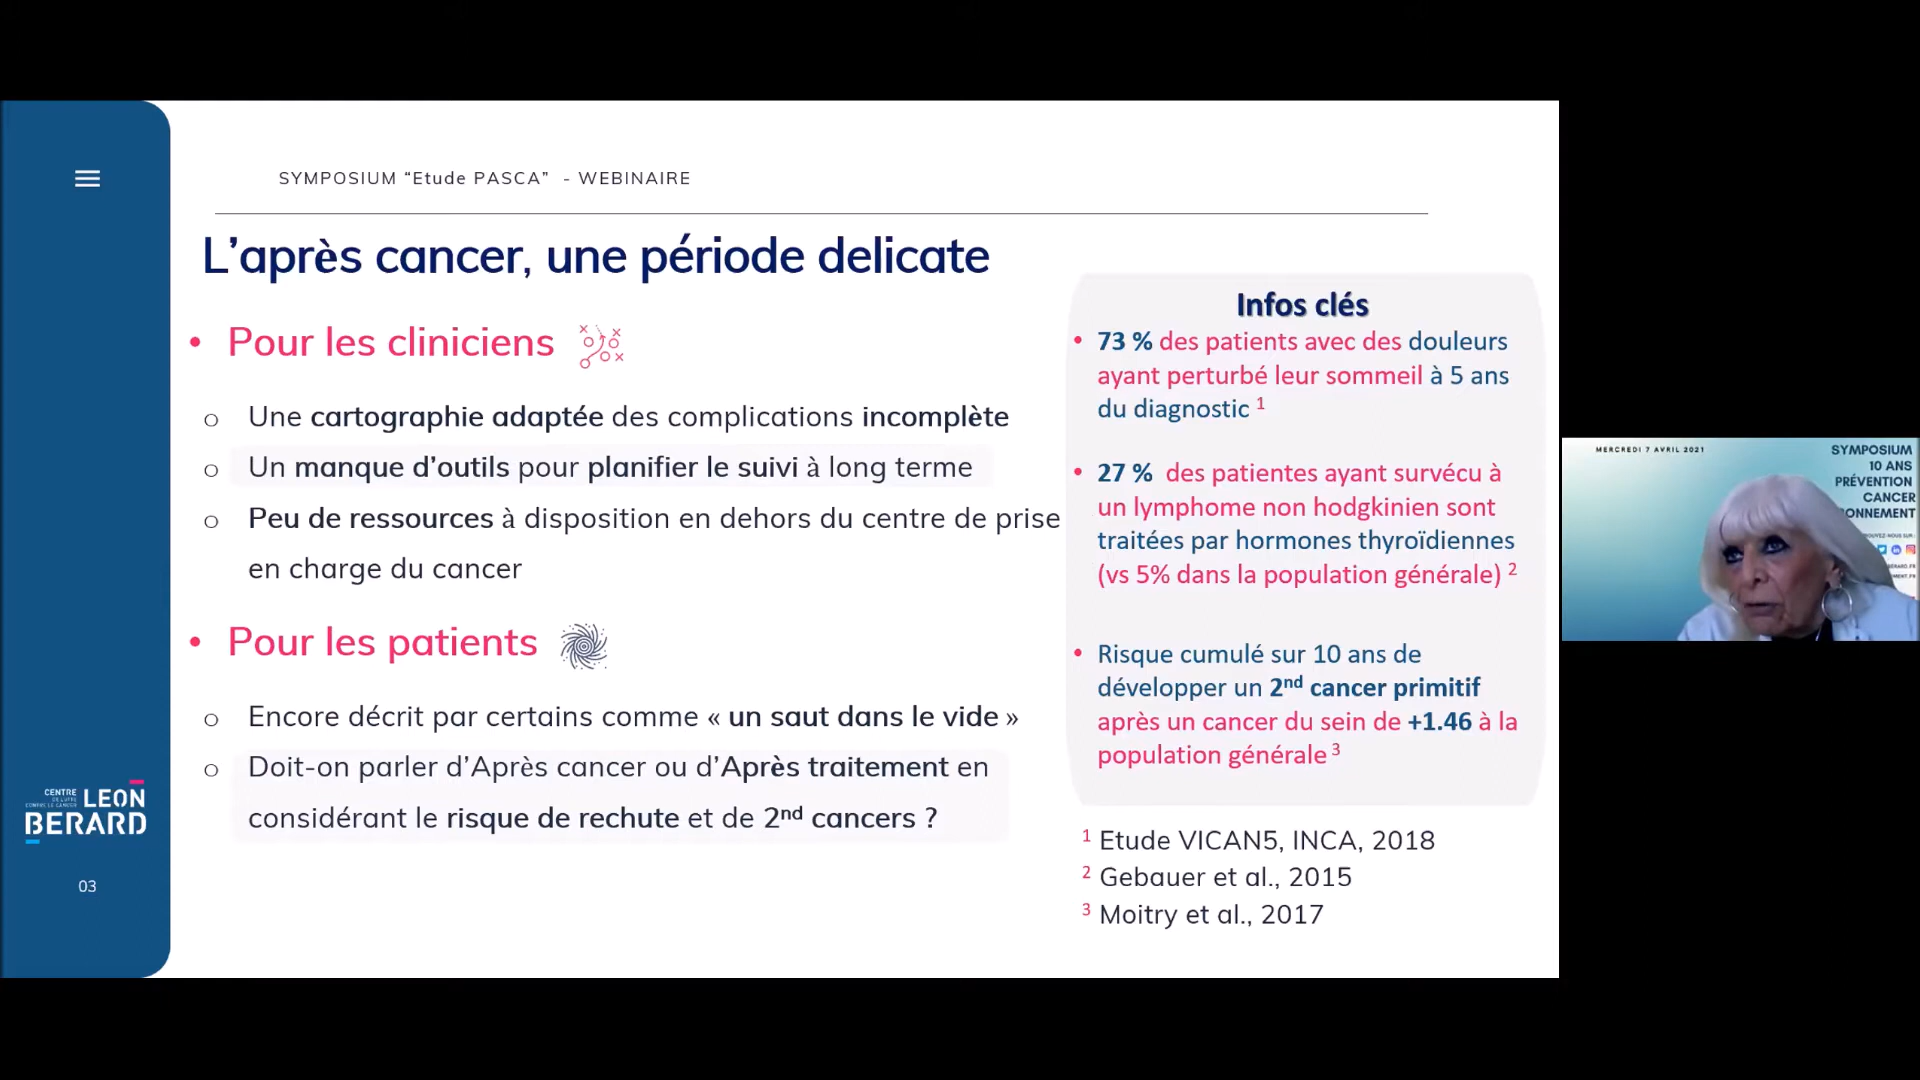 SYMPOSIUM “Etude PASCA” - WEBINAIRE
L’après cancer, une période delicate
• Pour les cliniciens
o Une cartographie adaptée des complications incomplète
o Un manque d’outils pour planifier le suivi à long terme
o Peu de ressources à disposition en dehors du centre de prise
en charge du cancer
• Pour les patients
o Encore décrit par certains comme « un saut dans le vide »
o Doit-on parler d’Après cancer ou d’Après traitement en
considérant le risque de rechute et de 2nd cancers ?
Infos clés
• 73 % des patients avec des douleurs
ayant perturbé leur sommeil à 5 ans
du diagnostic 1
• 27 % des patientes ayant survécu à
un lymphome non hodgkinien sont
traitées par hormones thyroïdiennes
(vs 5% dans la population générale) 2
• Risque cumulé sur 10 ans de
développer un 2nd cancer primitif
après un cancer du sein de +1.46 à la
population générale 3
1 Etude VICAN5, INCA, 2018
2 Gebauer et al., 2015
3 Moitry et al., 2017
CENTRE
DE LUTTE
CONTRE LE CANCER
LEON
BERARD
03
MERCREDI 7 AVRIL 2021
SYMPOSIUM
10 ANS
PRÉVENTION
CANCER
ONNEMENT